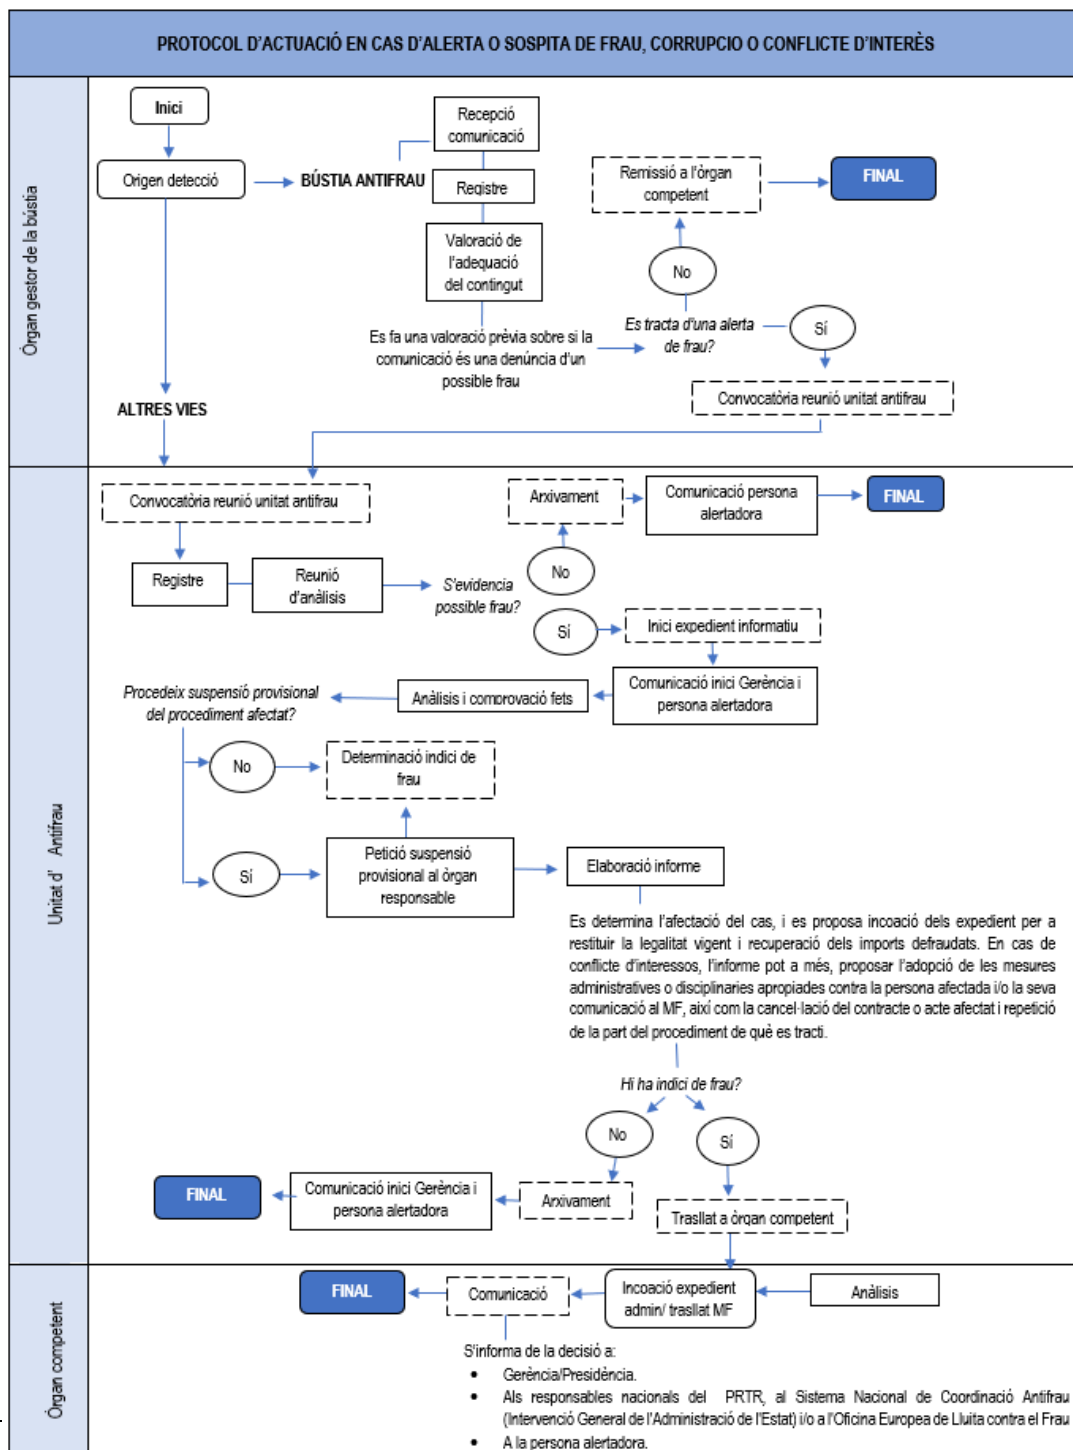 PROTOCOL D'ACTUACIÓ EN CAS D'ALERTA O SOSPITA DE FRAU, CORRUPCIO O CONFLICTE D'INTERÈS
Órgan gestor de la bústia
Inici
Origen detecció
BÚSTIA ANTIFRAU
Recepció
comunicació
Registre
Valoració de
l'adequació
del contingut
Es fa una valoració prèvia sobre si la
comunicació és una denúncia d'un
possible frau
Remissió a l'òrgan
competent
FINAL
No
Es tracta d'una alerta
de frau?
Sí
Convocatòria reunió unitat antifrau
ALTRES VIES
Unitat d' Antifrau
Convocatòria reunió unitat antifrau
Registre
Reunió
d'anàlisis
S'evidencia
possible frau?
Arxivament
Comunicació persona
alertadora
FINAL
No
Sí
Inici expedient informatiu
Comunicació inici Gerència i
persona alertadora
Anàlisis i comprovació fets
Procedeix suspensió provisional
del procediment afectat?
No
Determinació indici de
frau
Sí
Petició suspensió
provisional al òrgan
responsable
Elaboració informe
Es determina l'afectació del cas, i es proposa incoació dels expedient per a
restituir la legalitat vigent i recuperació dels imports defraudats. En cas de
conflicte d'interessos, l'informe pot a més, proposar l'adopció de les mesures
administratives o disciplinaries apropiades contra la persona afectada i/o la seva
comunicació al MF, així com la cancel·lació del contracte o acte afectat i repetició
de la part del procediment de què es tracti.
Hi ha indici de frau?
No
Sí
FINAL
Comunicació inici Gerència i
persona alertadora
Arxivament
Trasllat a òrgan competent
Órgan competent
FINAL
Comunicació
Incoació expedient
admin/ trasllat MF
Anàlisis
S'informa de la decisió a:
• Gerència/Presidència.
• Als responsables nacionals del PRTR, al Sistema Nacional de Coordinació Antifrau
(Intervenció General de l'Administració de l'Estat) i/o a l'Oficina Europea de Lluita contra el Frau
• A la persona alertadora.